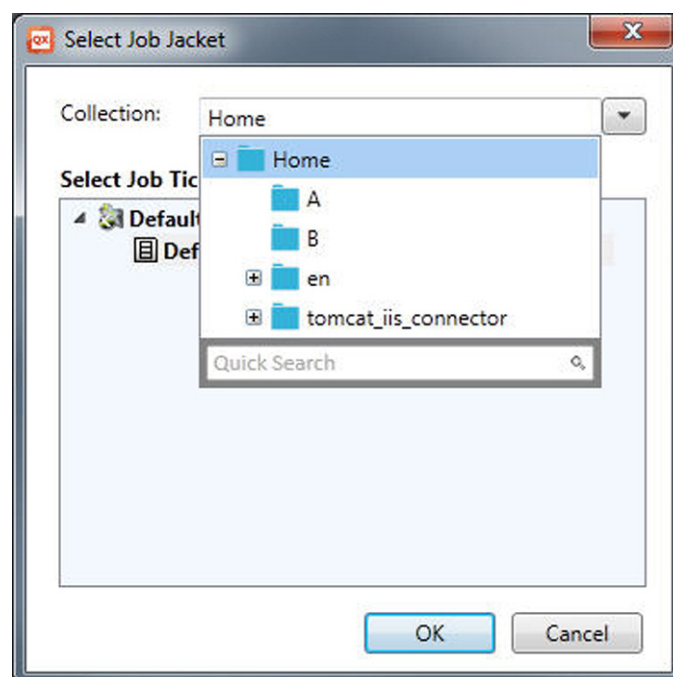 QX Select Job Jacket
Collection: Home
Home
Select Job Tic
A
Default
B
Def
en
tomcat_iis_connector
Quick Search
OK Cancel